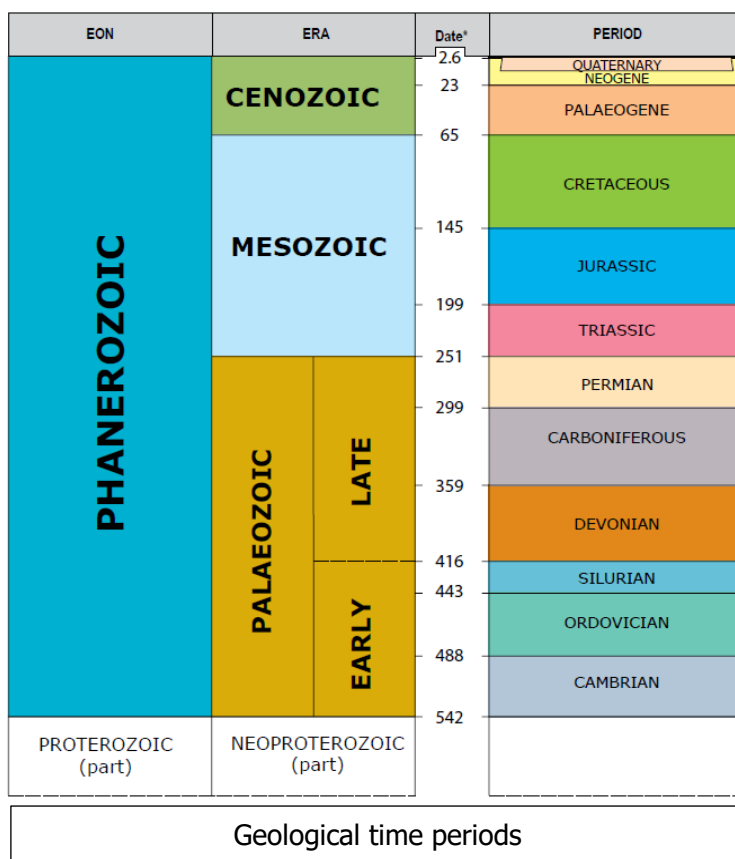 EON ERA Date* PERIOD
2.6
QUATERNARY
NEOGENE
23
CENOZOIC
PALAEOGENE
65
CRETACEOUS
145
MESOZOIC
JURASSIC
199
TRIASSIC
251
PERMIAN
299
CARBONIFEROUS
PHANEROZOIC
LATE
359
DEVONIAN
PALAEOZOIC
416
SILURIAN
443
ORDOVICIAN
EARLY
488
CAMBRIAN
542
PROTEROZOIC
(part)
NEOPROTEROZOIC
(part)
Geological time periods